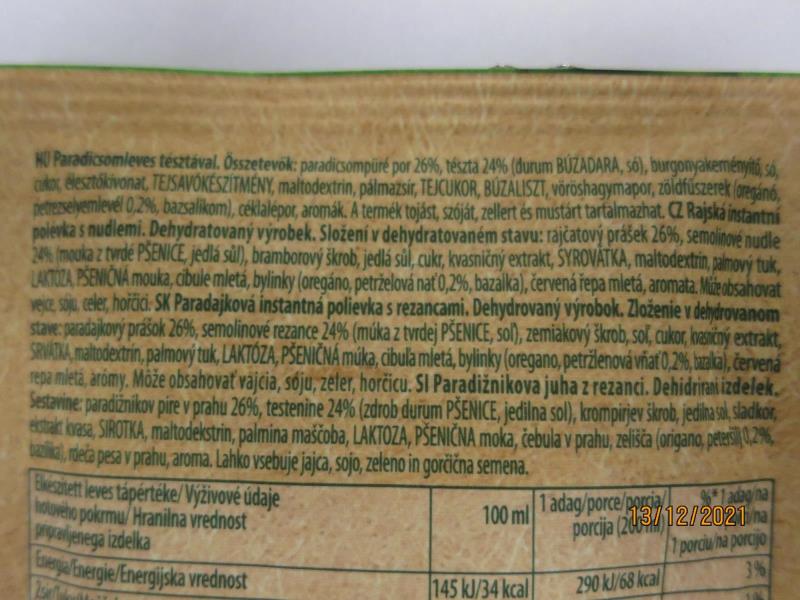 HU Paradicsomleves tésztával. Összetevők: paradicsompüré por 26%, tészta 24% (durum BÚZADARA, só), burgonyakeményítő, só,
cukor, élesztőkivonat, TEJSAVÓKÉSZÍTMÉNY, maltodextrin, pálmazsír, TEJCUKOR, BÚZALISZT, vöröshagymapor, zöldfűszerek (oregánó,
petrezselyemlevél 0,2%, bazsalikom), céklalépor, aromák. A termék tojást, szóját, zellert és mustárt tartalmazhat. CZ Rajská instantní
polévka s nudlemi. Dehydratovaný výrobek. Složení v dehydratovaném stavu: rajčatový prášek 26%, semolinové nudle
24% (mouka z tvrdé PŠENICE, jedlá sůl), bramborový škrob, jedlá sůl, cukr, kvasničný extrakt, SYROVÁTKA, maltodextrin, palmový tuk,
LAKTÓZA, PŠENIČNÁ mouka, cibule mletá, bylinky (oregáno, petrželová nať 0,2%, bazalka), červená řepa mletá, aromata. Může obsahovat
vejce, sóju, celer, hořčici. SK Paradajková instantná polievka s rezancami. Dehydrovaný výrobok. Zloženie v dehydrovanom
stave: paradajkový prášok 26%, semolinové rezance 24% (múka z tvrdej PŠENICE, soľ), zemiakový škrob, soľ, cukor, kvasničný extrakt,
SRVÁTKA, maltodextrín, palmový tuk, LAKTÓZA, PŠENIČNÁ múka, cibuľa mletá, bylinky (oregano, petržlenová vňať 0,2%, bazalka), červená
repa mletá, arómy. Môže obsahovať vajcia, sóju, zeler, horčicu. SI Paradižnikova juha z rezanci. Dehidrirani izdelek.
Sestavine: paradižnikov pire v prahu 26%, testenine 24% (zdrob durum PŠENICE, jedilna sol), krompirjev škrob, jedilna sol, sladkor,
ekstrakt kvasa, SIROTKA, maltodekstrin, palmina maščoba, LAKTOZA, PŠENIČNA moka, čebula v prahu, zelišča (origano, peteršilj 0,2%,
bazilika), rdeča pesa v prahu, aroma. Lahko vsebuje jajca, sojo, zeleno in gorčična semena.
Elkészített leves tápértéke/Výživové údaje
hotového pokrmu/Hranilna vrednost
pripravljenega izdelka
100 ml
1 adag/porce/porcia/
porcija (200 ml)
%* 1 adag/na
na
1 porciu/na porcijo
13/12/2021
Energia/Energie/Energijska vrednost
145 kJ/34 kcal
290 kJ/68 kcal
3%